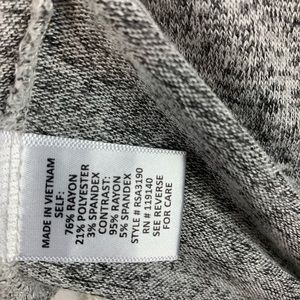 MADE IN VIETNAM
SELF:
76% RAYON
21% POLYESTER
3% SPANDEX
CONTRAST:
95% RAYON
5% SPANDEX
STYLE # RSA3190
RN # 119140
SEE REVERSE
FOR CARE